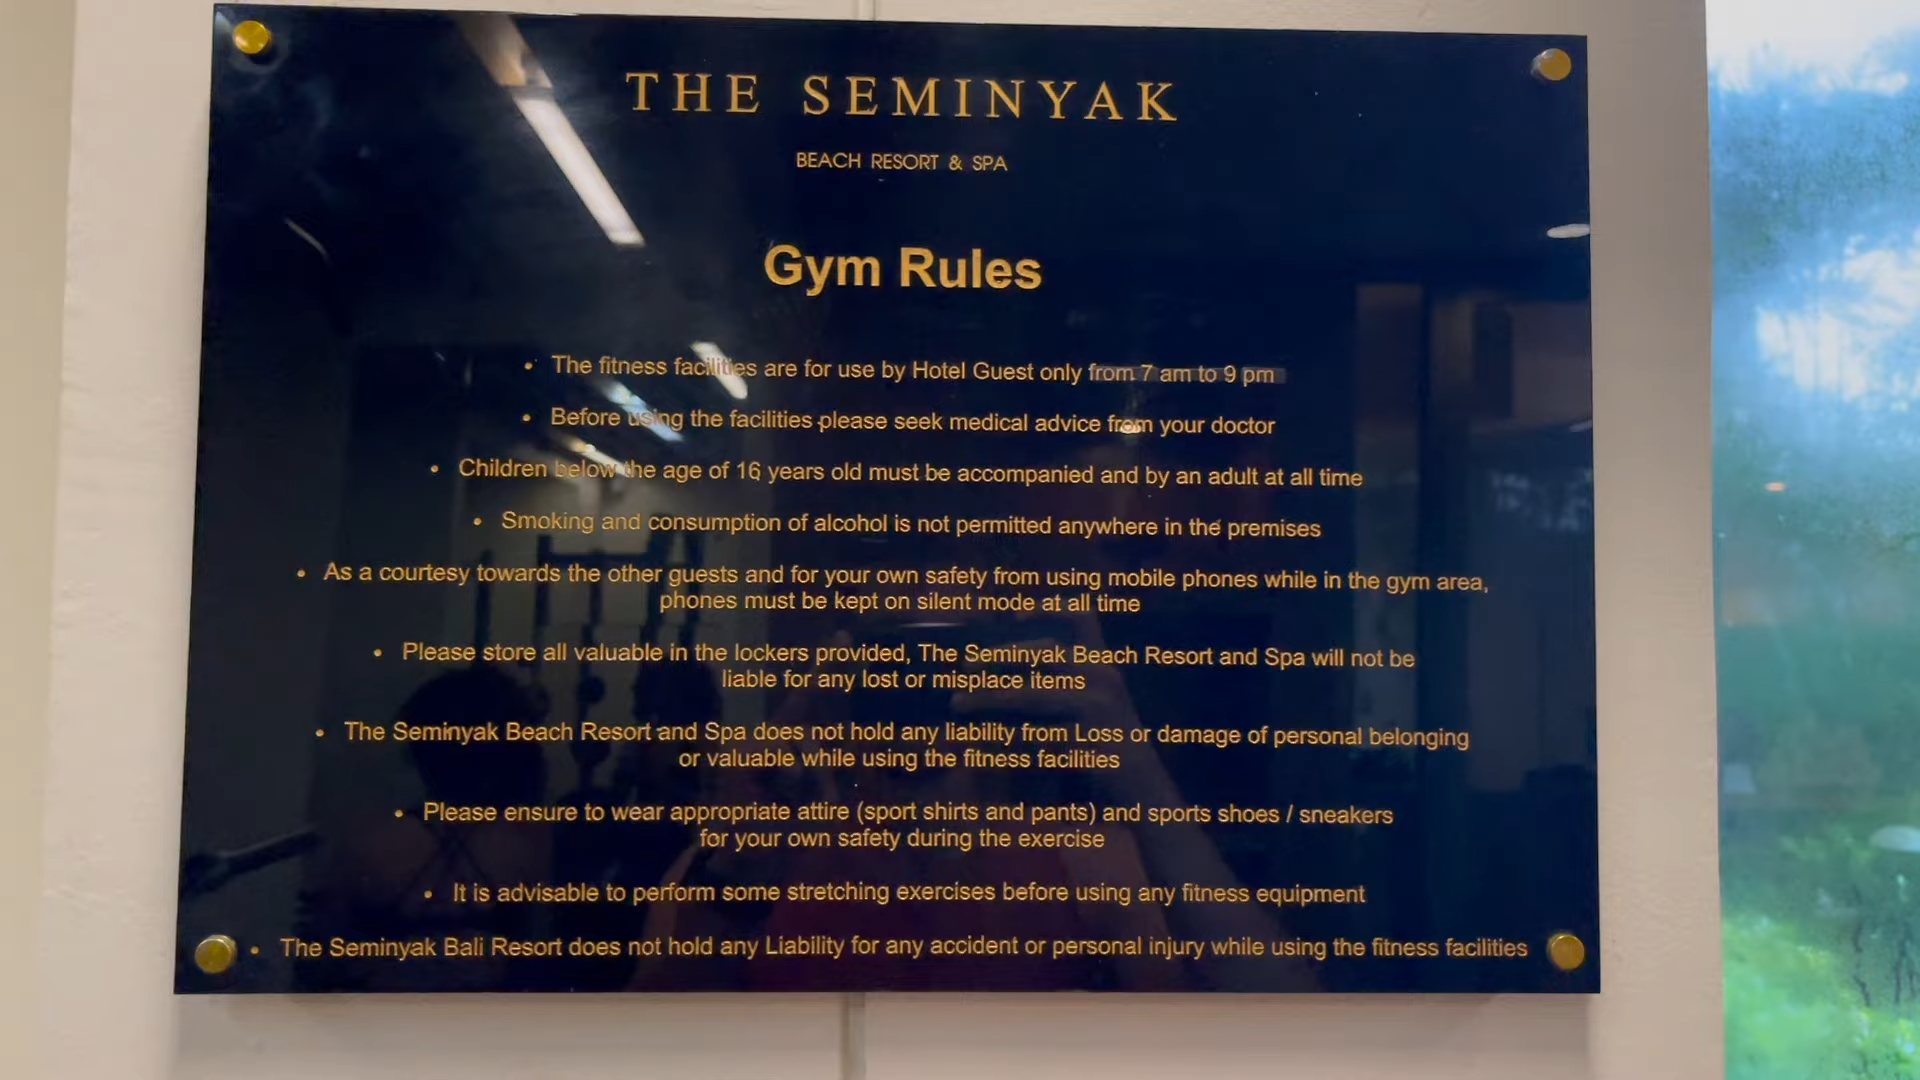 THE SEMINYAK
BEACH RESORT & SPA
Gym Rules
• The fitness facilities are for use by Hotel Guest only from 7 am to 9 pm
• Before using the facilities please seek medical advice from your doctor
• Children below the age of 16 years old must be accompanied and by an adult at all time
• Smoking and consumption of alcohol is not permitted anywhere in the premises
• As a courtesy towards the other guests and for your own safety from using mobile phones while in the gym area,
phones must be kept on silent mode at all time
• Please store all valuable in the lockers provided, The Seminyak Beach Resort and Spa will not be
liable for any lost or misplace items
• The Seminyak Beach Resort and Spa does not hold any liability from Loss or damage of personal belonging
or valuable while using the fitness facilities
• Please ensure to wear appropriate attire (sport shirts and pants) and sports shoes / sneakers
for your own safety during the exercise
• It is advisable to perform some stretching exercises before using any fitness equipment
• The Seminyak Bali Resort does not hold any Liability for any accident or personal injury while using the fitness facilities